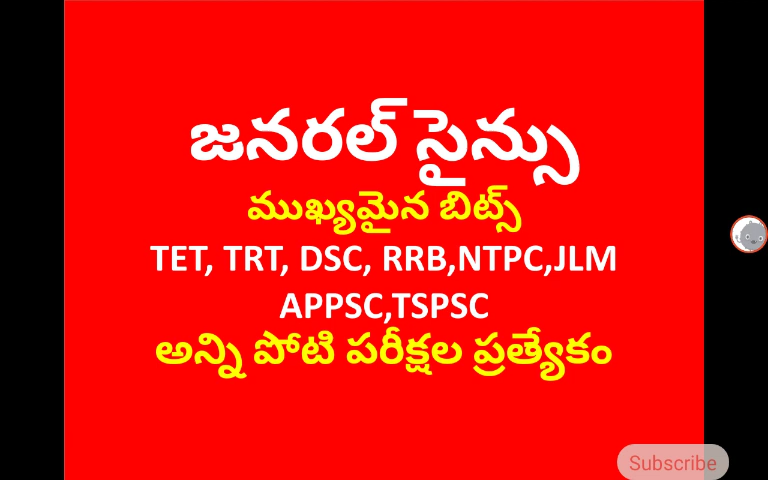 జనరల్ సైన్సు
ముఖ్యమైన బిట్స్
TET, TRT, DSC, RRB,NTPC,JLM
APPSC,TSPSC
అన్ని పోటి పరీక్షల ప్రత్యేకం
Subscribe